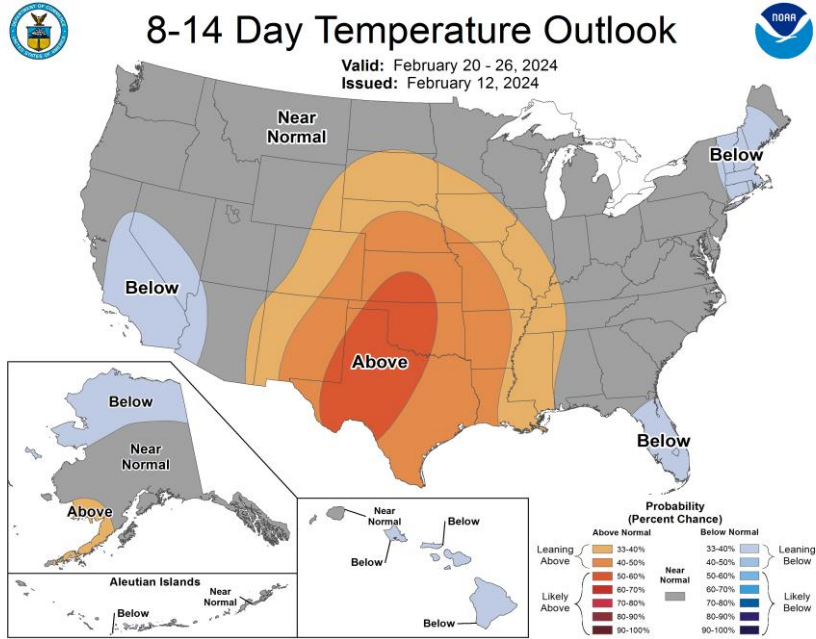 8-14 Day Temperature Outlook
Valid: February 20 - 26, 2024
Issued: February 12, 2024
NOAA
Near
Normal
Below
Below
Above
Below
Below
Near
Normal
Above
Aleutian Islands
Near
Normal
Below
Near
Normal
Below
Below
Below
Probability
(Percent Chance)
Above Normal
Below Normal
Leaning
Above
33-40%
40-50%
Likely
Above
50-60%
60-70%
70-80%
80-90%
90-100%
Near
Normal
33-40%
40-50%
Leaning
Below
50-60%
60-70%
70-80%
80-90%
90-100%
Likely
Below